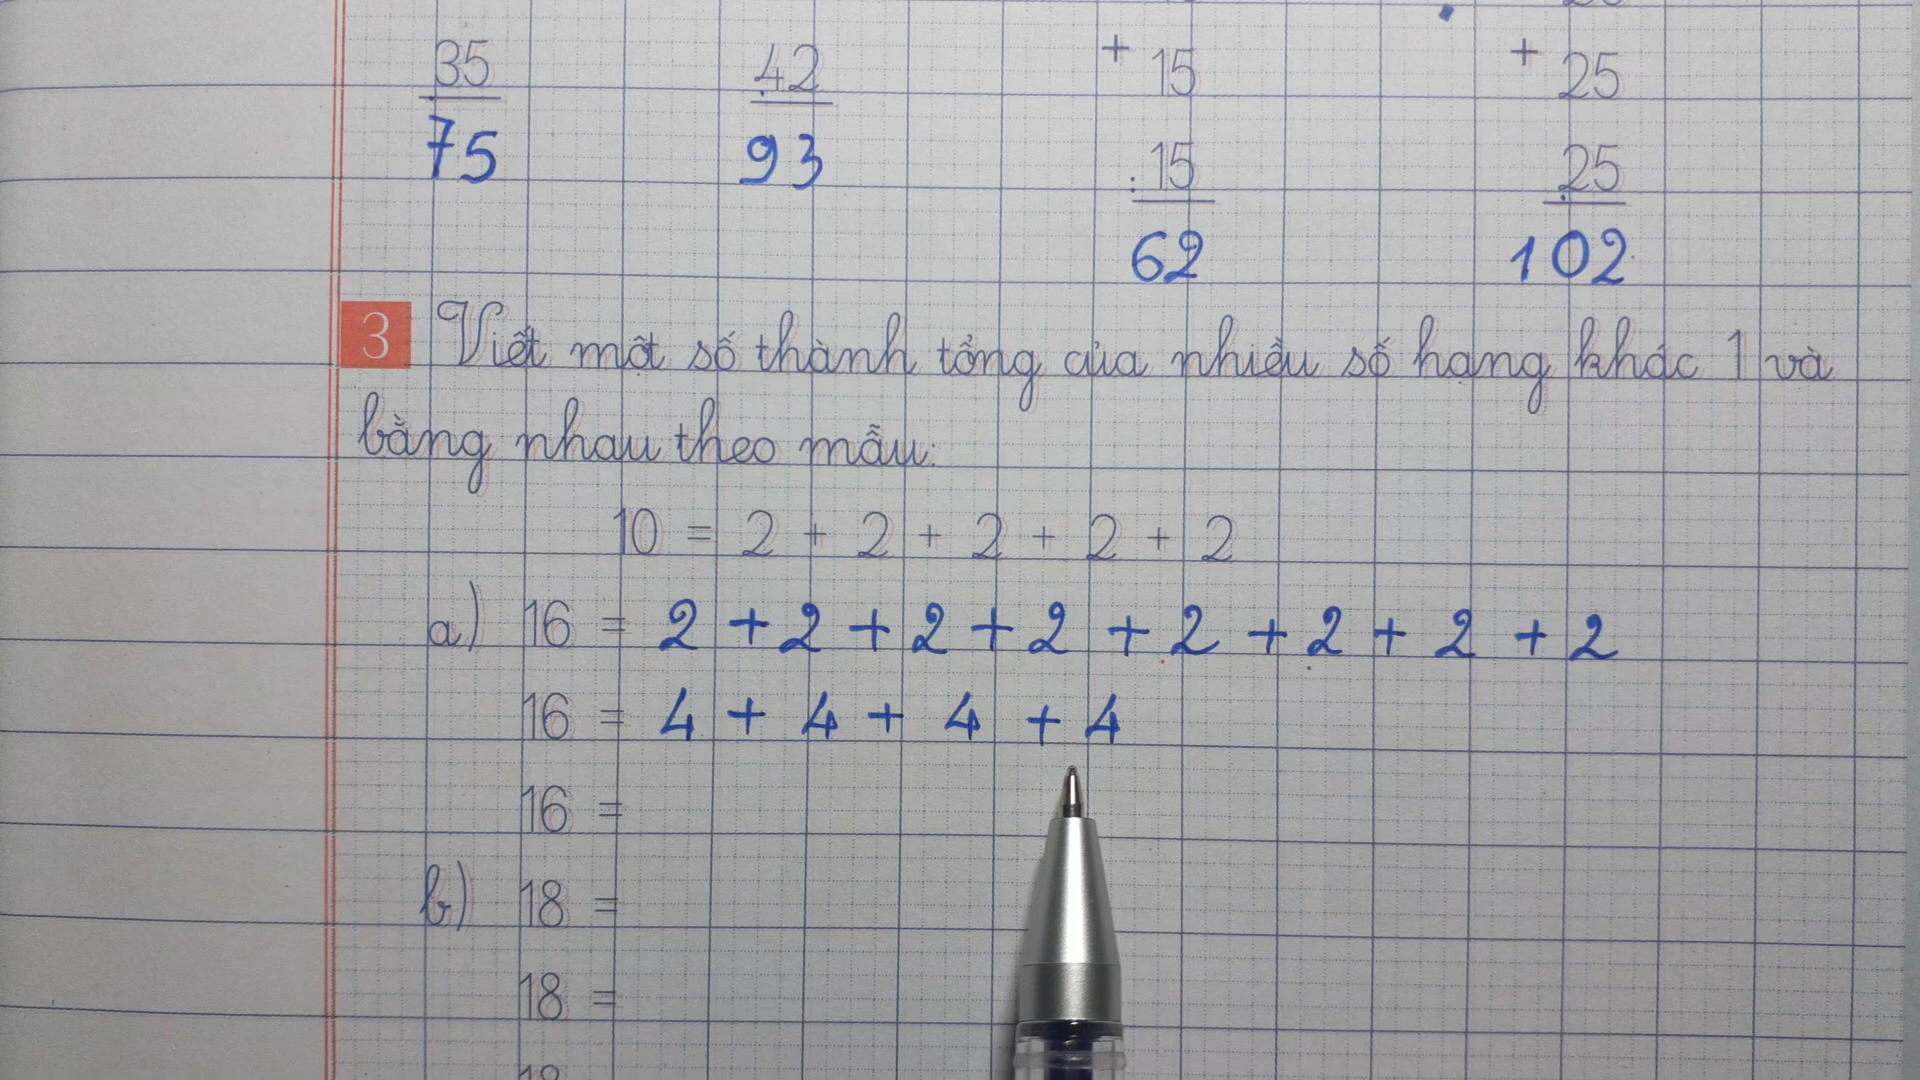 35 42 + 15 + 25
75 93 15 25
62 102
3 Viết một số thành tổng của nhiều số hạng khác 1 và
bằng nhau theo mẫu:
10 = 2 + 2 + 2 + 2 + 2
a) 16 = 2 + 2 + 2 + 2 + 2 + 2 + 2 + 2
16 = 4 + 4 + 4 + 4
16 =
b) 18 =
18 =